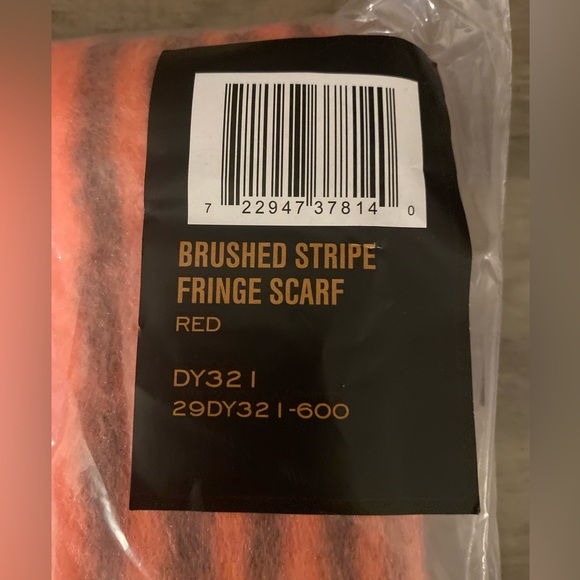 7 22947 37814 0
BRUSHED STRIPE
FRINGE SCARF
RED
DY321
29DY321-600